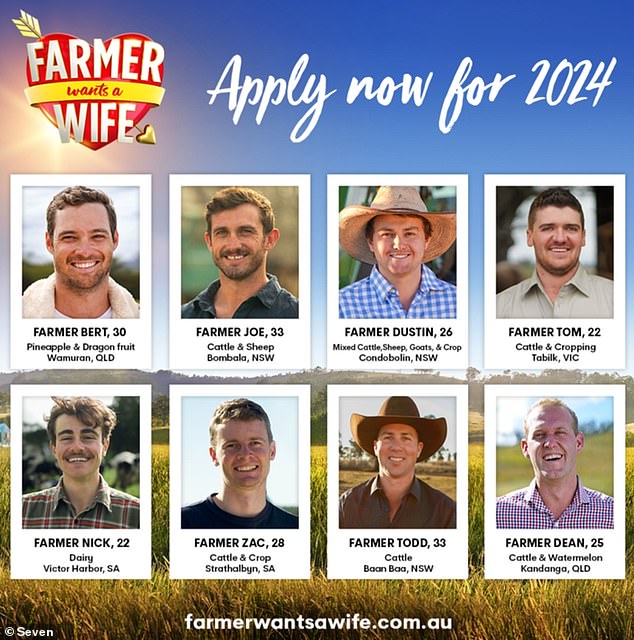 FARMER
wants a
WIFE
Apply now for 2024
FARMER BERT, 30
Pineapple & Dragon fruit
Wamuran, QLD
FARMER JOE, 33
Cattle & Sheep
Bombala, NSW
FARMER DUSTIN, 26
Mixed Cattle,Sheep, Goats, & Crop
Condobolin, NSW
FARMER TOM, 22
Cattle & Cropping
Tabilk, VIC
FARMER NICK, 22
Dairy
Victor Harbor, SA
FARMER ZAC, 28
Cattle & Crop
Strathalbyn, SA
FARMER TODD, 33
Cattle
Baan Baa, NSW
FARMER DEAN, 25
Cattle & Watermelon
Kandanga, QLD
farmerwantsawife.com.au
© Seven